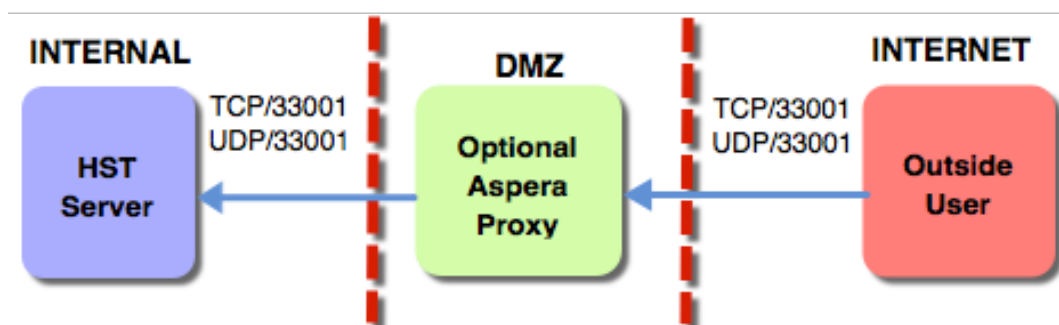 INTERNAL
DMZ
INTERNET
TCP/33001
UDP/33001
TCP/33001
UDP/33001
HST
Server
Optional
Aspera
Proxy
Outside
User